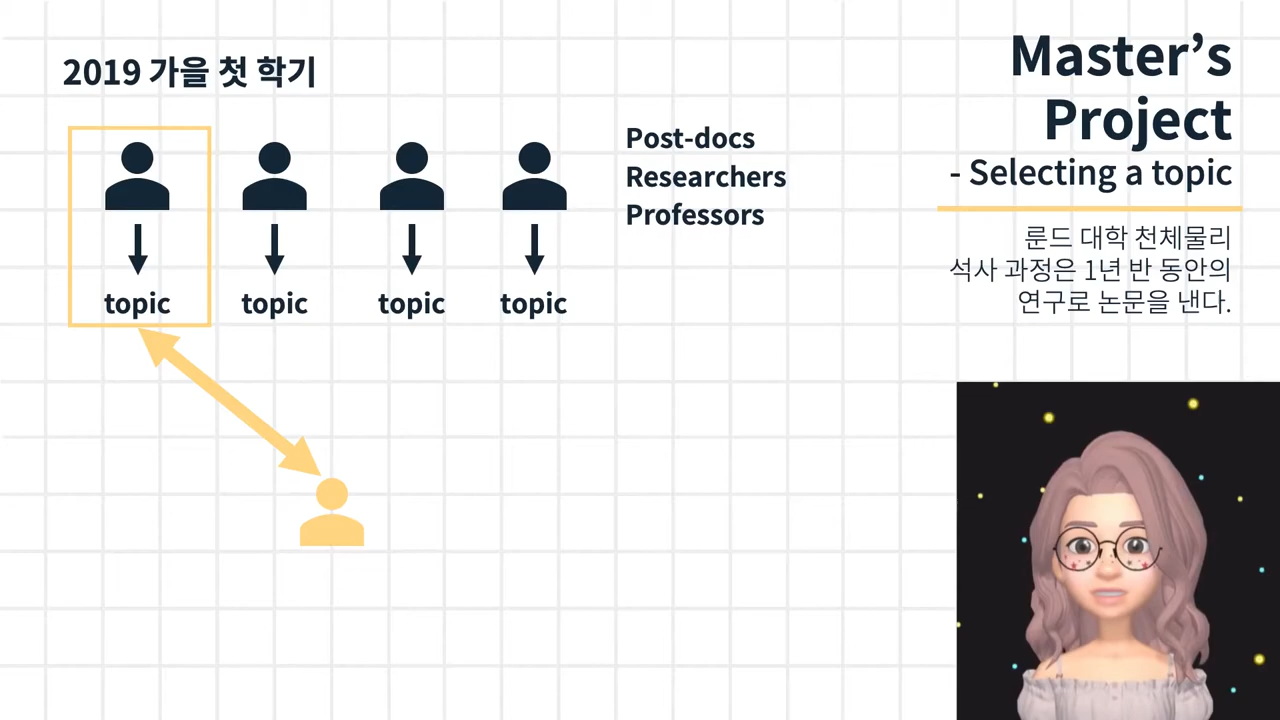 2019 가을 첫 학기
topic
topic
topic
topic
Post-docs
Researchers
Professors
Master’s
Project
- Selecting a topic
룬드 대학 천체물리
석사 과정은 1년 반 동안의
연구로 논문을 낸다.